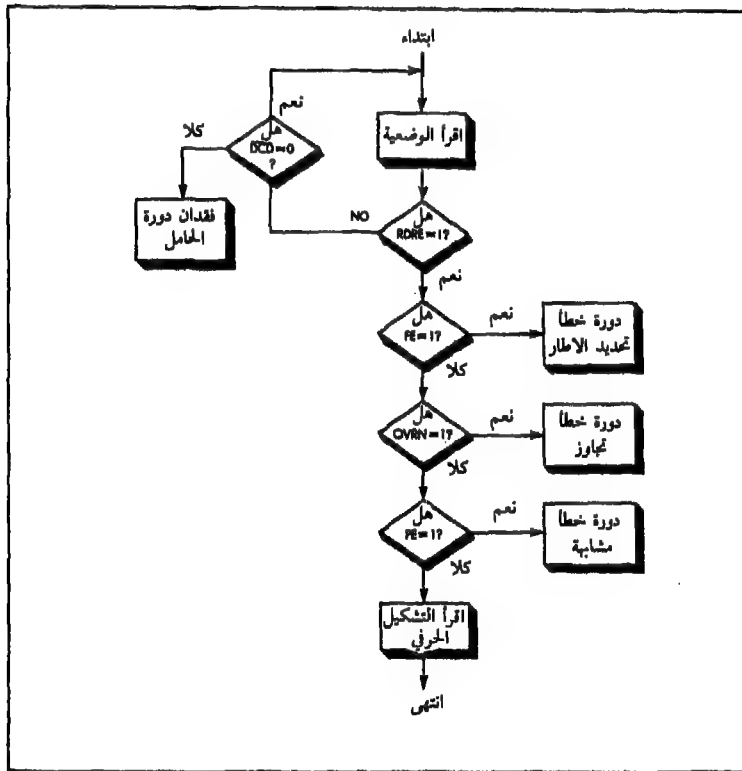 ابتداء
نعم
كلا
هل
DCD=0
?
اقرأ الوضعية
فقدان دورة
الحامل
NO
هل
RDRE=1?
نعم
هل
FE=1?
نعم
دورة خطأ
تحديد الاطار
كلا
هل
OVRN=1?
نعم
دورة خطأ
تجاوز
كلا
هل
PE=1?
نعم
دورة خطأ
مشابهة
كلا
اقرأ التشكيل
الحرفي
انتهى